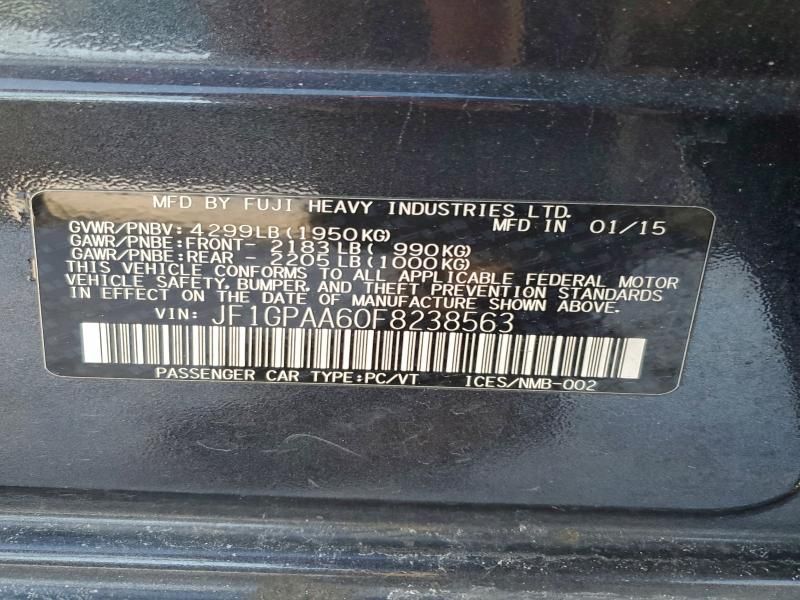 MFD BY FUJI HEAVY INDUSTRIES LTD.
GVWR/PNBV: 4299LB(1950KG) MFD IN 01/15
GAWR/PNBE:FRONT- 2183LB( 990KG)
GAWR/PNBE:REAR - 2205LB(1000KG)
THIS VEHICLE CONFORMS TO ALL APPLICABLE FEDERAL MOTOR
VEHICLE SAFETY, BUMPER, AND THEFT PREVENTION STANDARDS
IN EFFECT ON THE DATE OF MANUFACTURE SHOWN ABOVE.
VIN: JF1GPAA60F8238563
PASSENGER CAR TYPE:PC/VT ICES/NMB-002